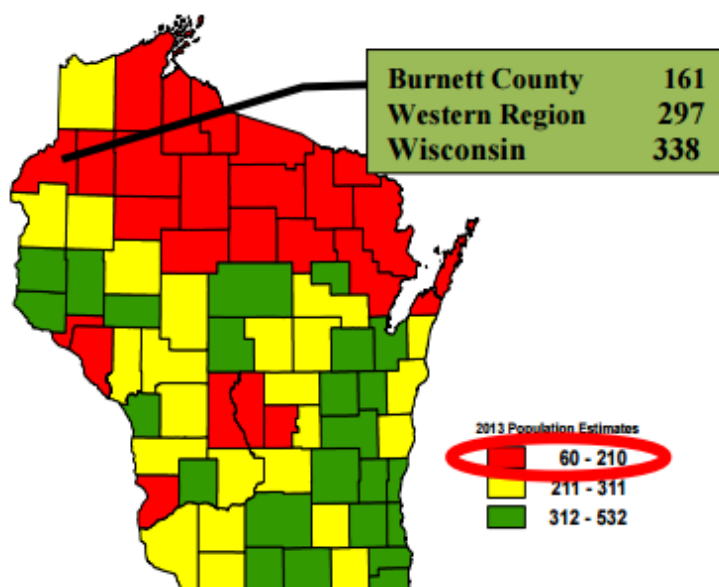 Burnett County 161
Western Region 297
Wisconsin 338
2013 Population Estimates
60 - 210
211 - 311
312 - 532